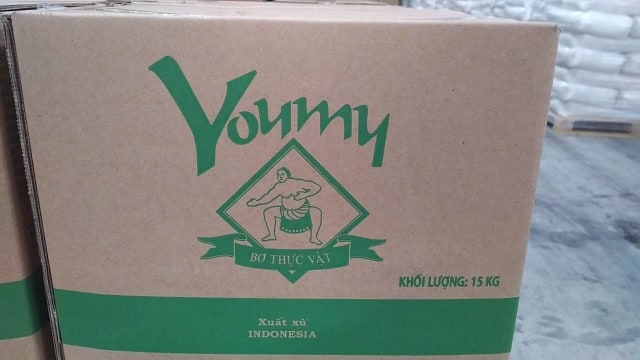 Youmy
BƠ THỰC VẬT
KHỐI LƯỢNG: 15 KG
Xuất xứ
INDONESIA